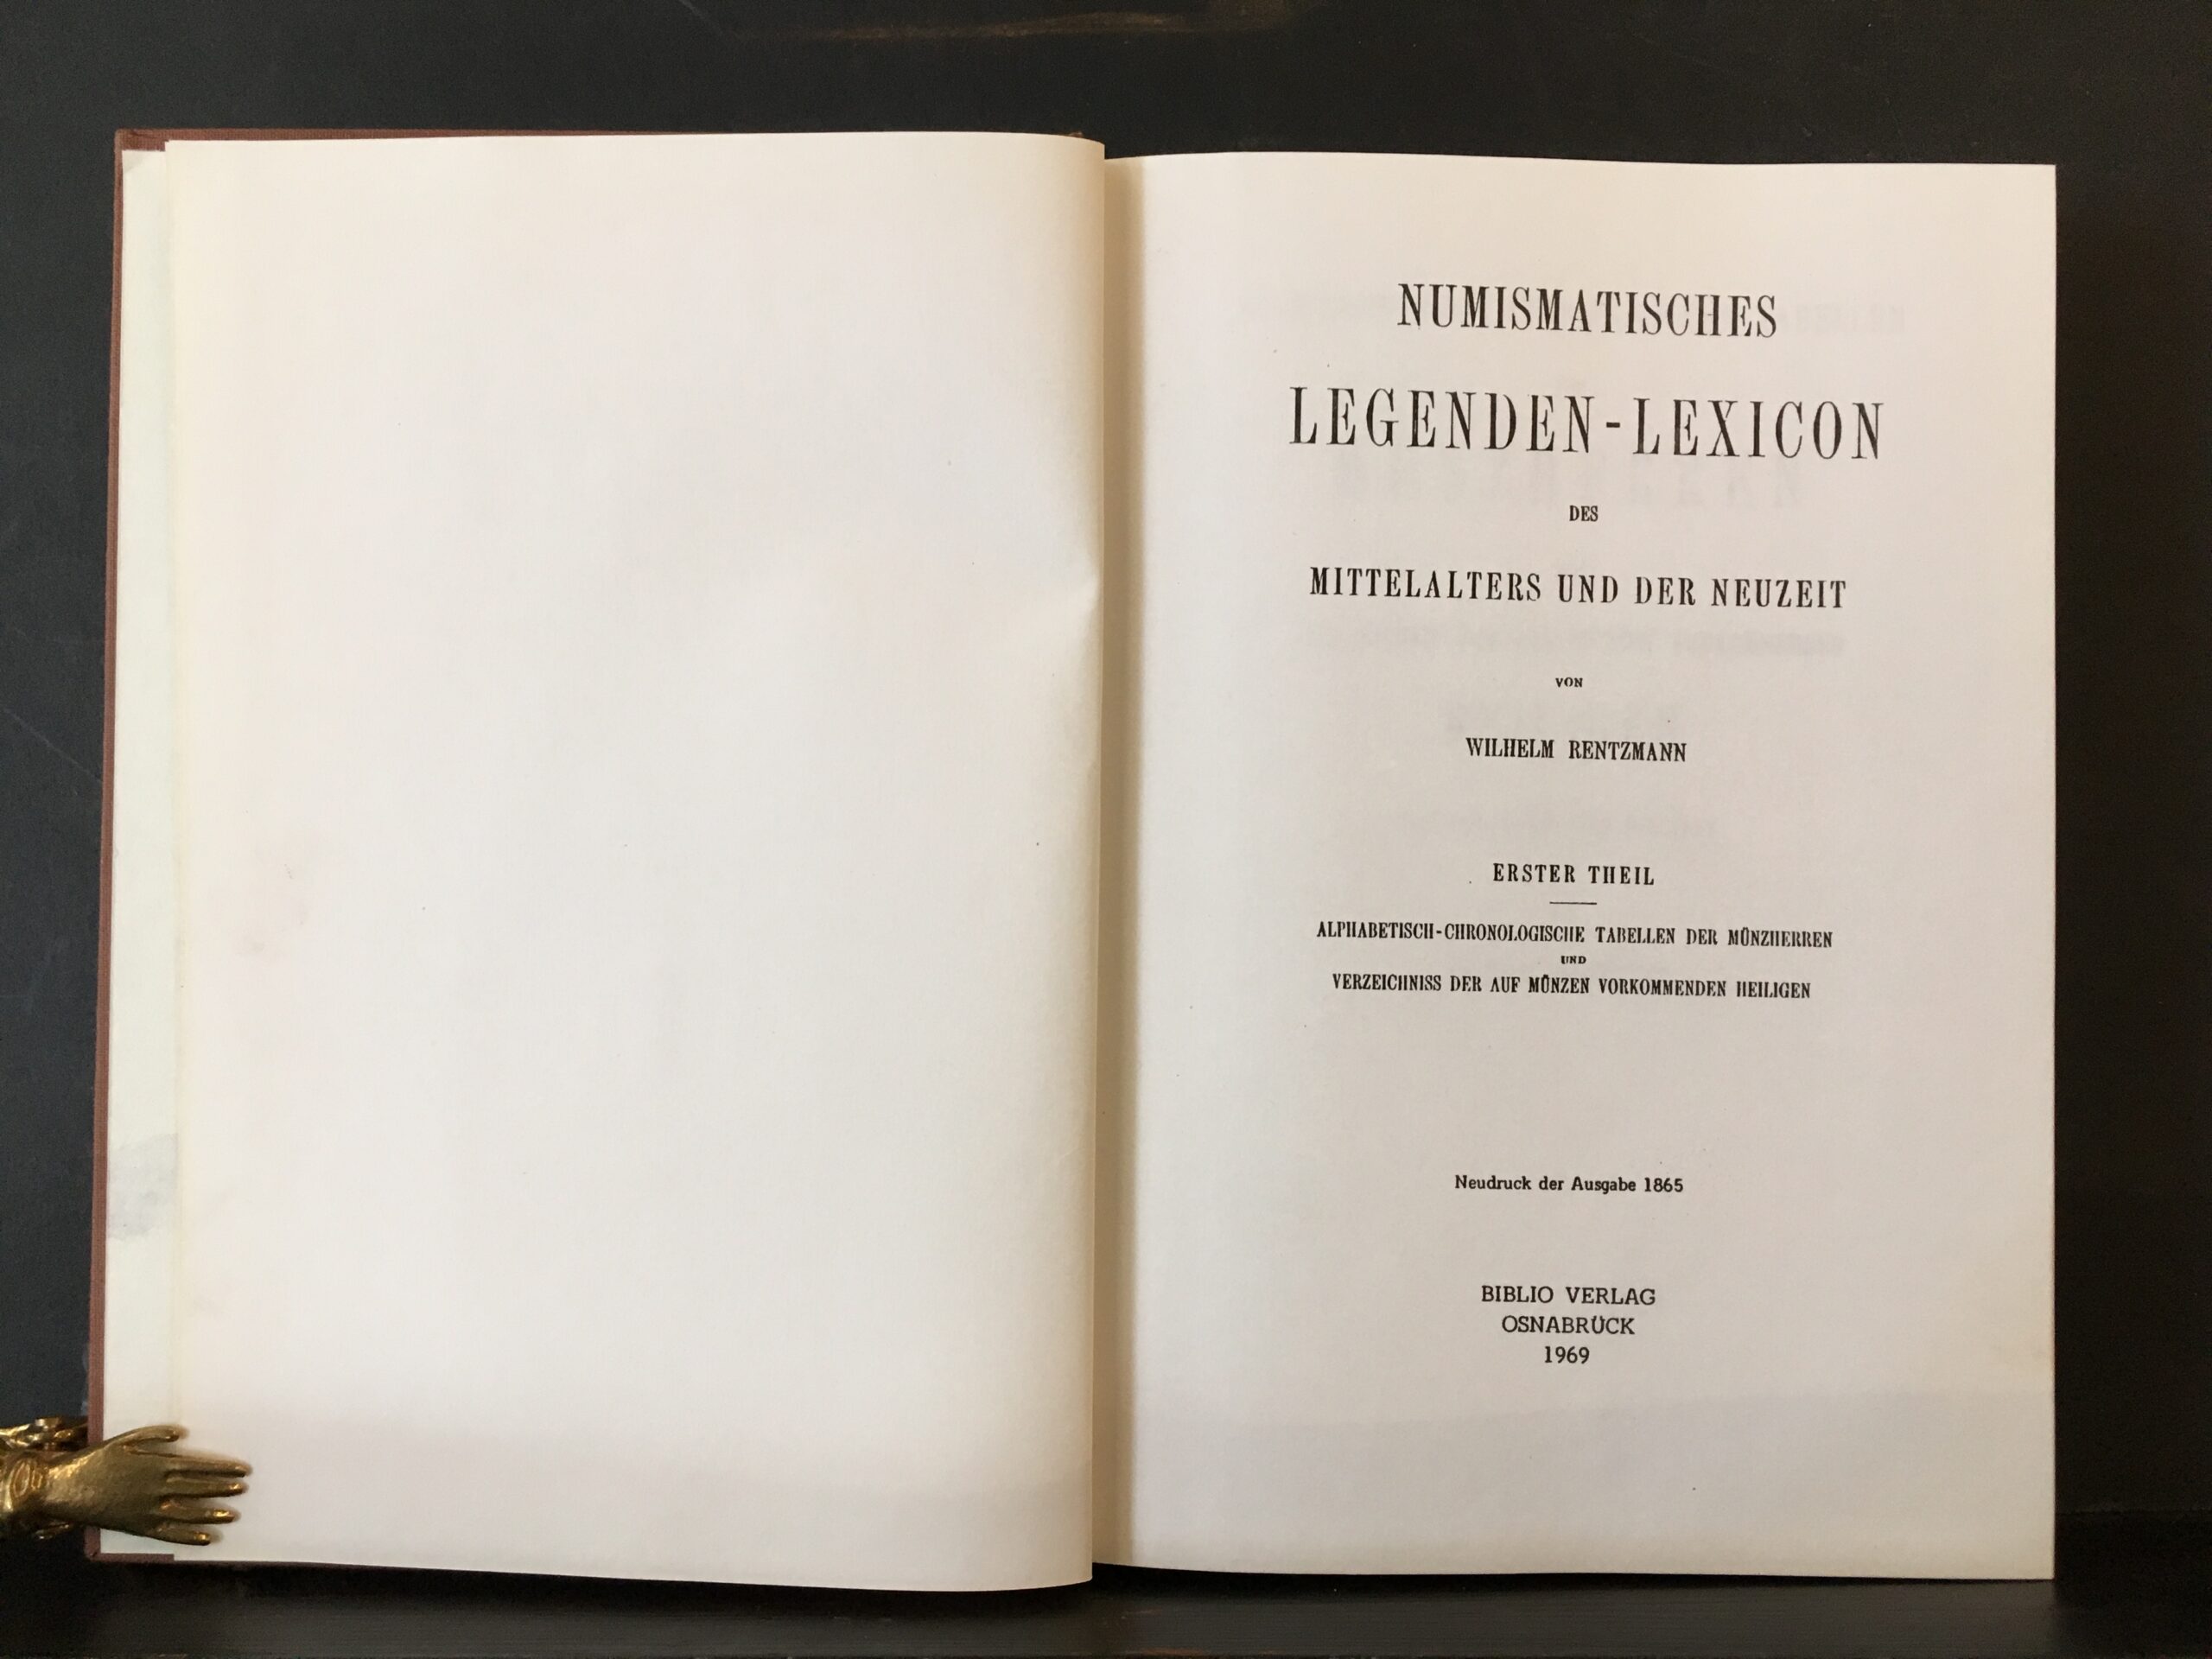 NUMISMATISCHES
LEGENDEN-LEXICON
DES
MITTELALTERS UND DER NEUZEIT
VON
WILHELM RENTZMANN
ERSTER THEIL
ALPHABETISCH-CHRONOLOGISCHE TABELLEN DER MÜNZHERREN
UND
VERZEICHNISS DER AUF MÜNZEN VORKOMMENDEN HEILIGEN
Neudruck der Ausgabe 1865
BIBLIO VERLAG
OSNABRÜCK
1969